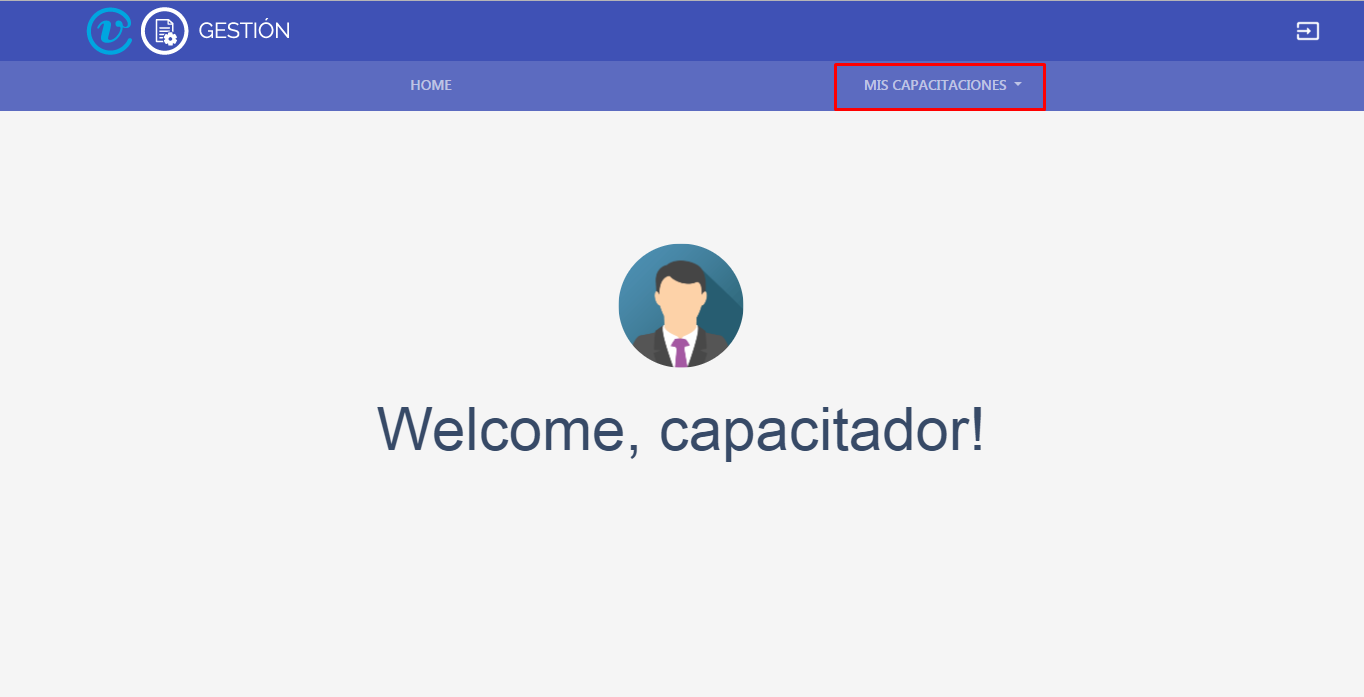 GESTIÓN
HOME
MIS CAPACITACIONES
Welcome, capacitador!